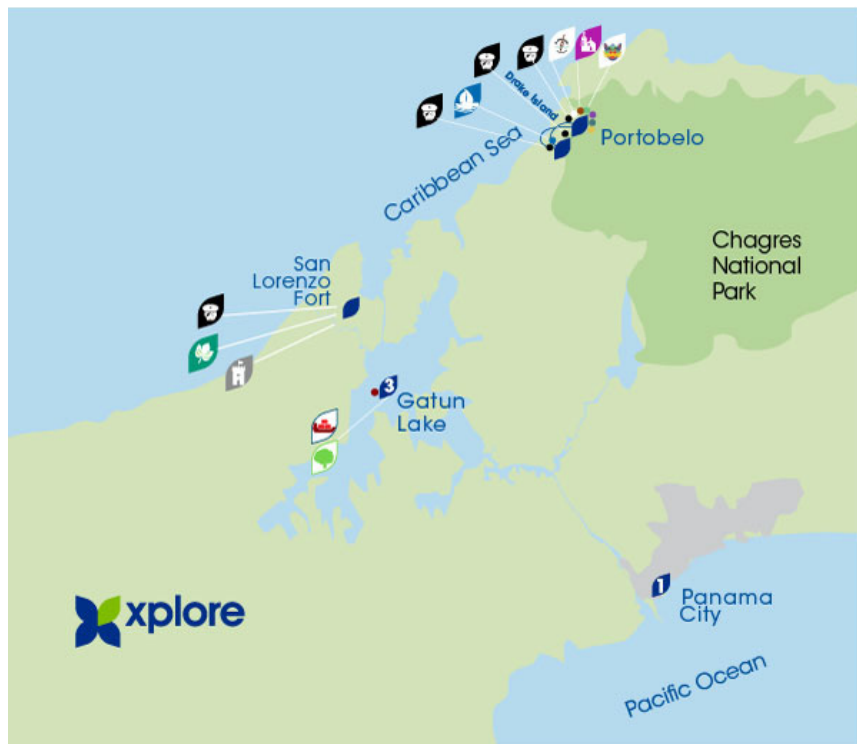 Drake Island
Portobelo
Caribbean Sea
Chagres
National
Park
San
Lorenzo
Fort
3
Gatun
Lake
1
Panama
City
xplore
Pacific Ocean